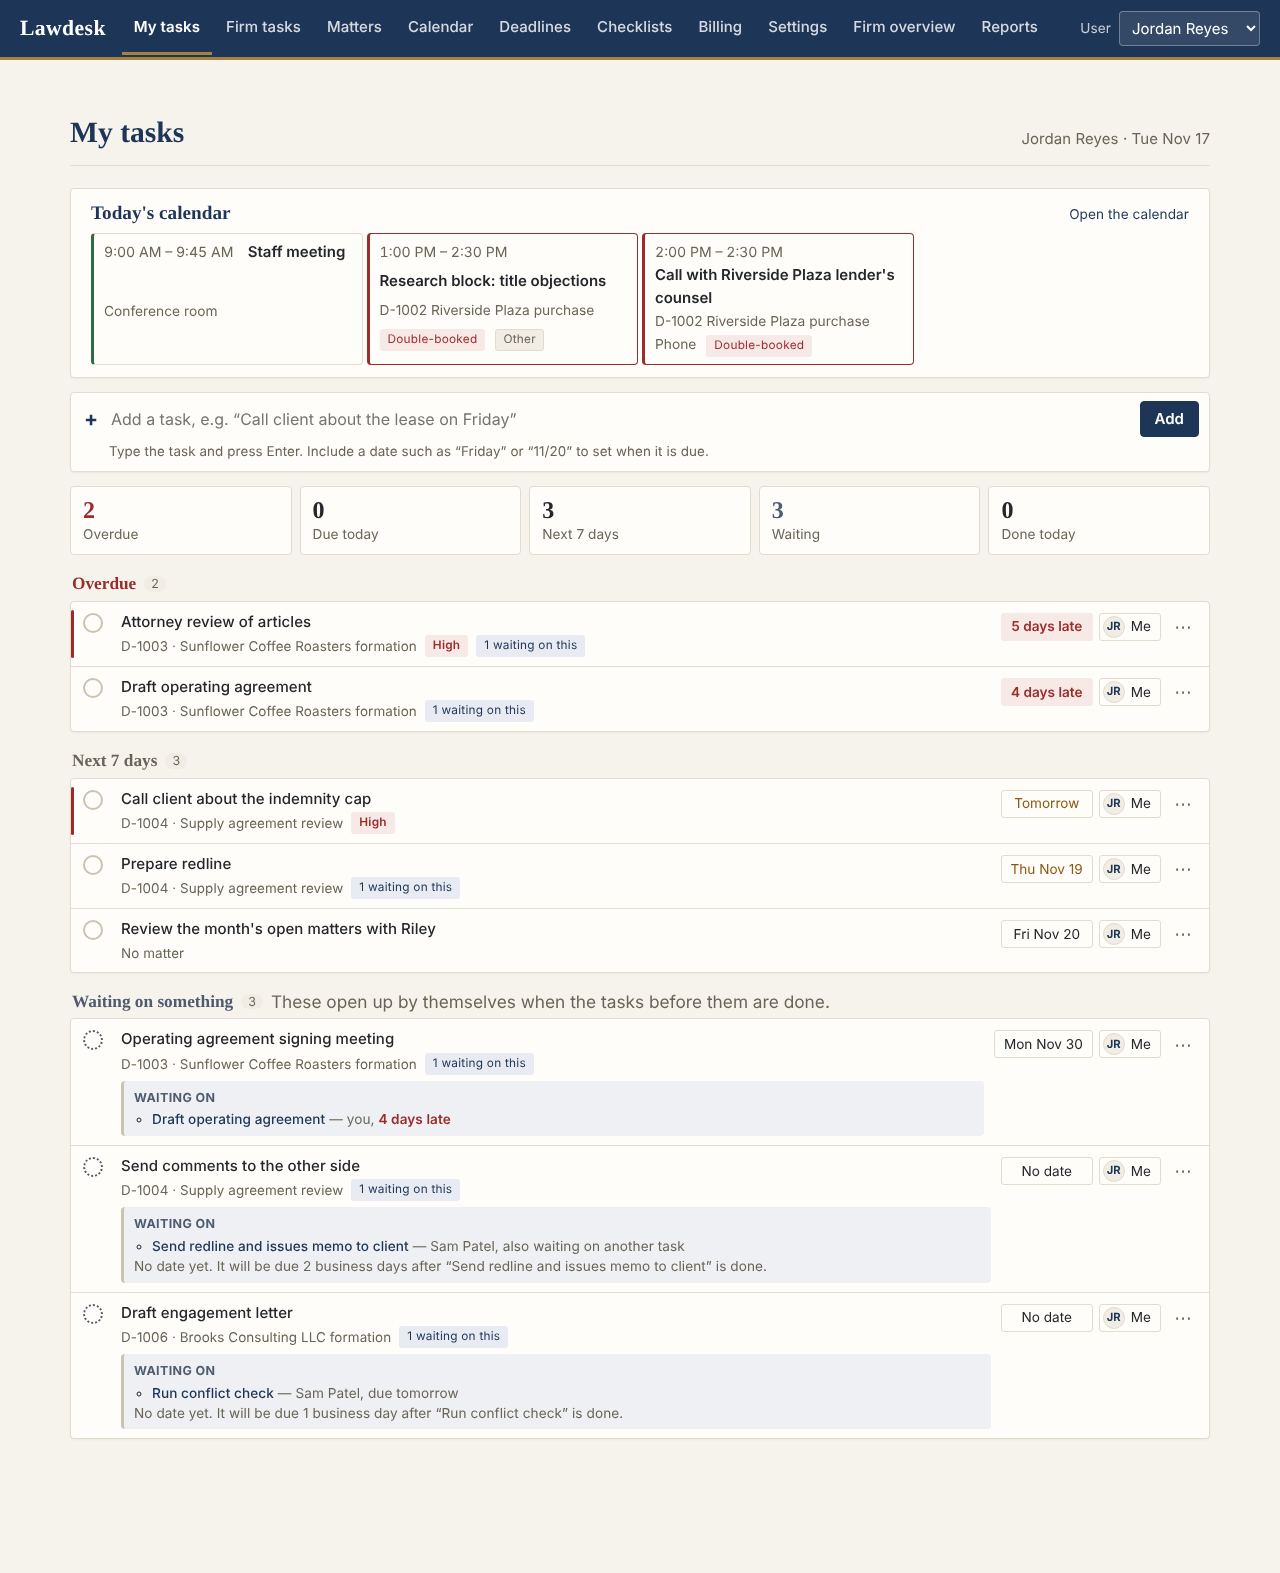 Lawdesk My tasks Firm tasks Matters Calendar Deadlines Checklists Billing Settings Firm overview Reports User Jordan Reyes
My tasks
Jordan Reyes · Tue Nov 17
Today's calendar
Open the calendar
9:00 AM – 9:45 AM Staff meeting
Conference room
1:00 PM – 2:30 PM
Research block: title objections
D-1002 Riverside Plaza purchase
Double-booked Other
2:00 PM – 2:30 PM
Call with Riverside Plaza lender's
counsel
D-1002 Riverside Plaza purchase
Phone Double-booked
+ Add a task, e.g. “Call client about the lease on Friday”
Add
Type the task and press Enter. Include a date such as “Friday” or “11/20” to set when it is due.
2
Overdue
0
Due today
3
Next 7 days
3
Waiting
0
Done today
Overdue 2
Attorney review of articles
D-1003 · Sunflower Coffee Roasters formation High 1 waiting on this
5 days late JR Me ⋯
Draft operating agreement
D-1003 · Sunflower Coffee Roasters formation 1 waiting on this
4 days late JR Me ⋯
Next 7 days 3
Call client about the indemnity cap
D-1004 · Supply agreement review High
Tomorrow JR Me ⋯
Prepare redline
D-1004 · Supply agreement review 1 waiting on this
Thu Nov 19 JR Me ⋯
Review the month's open matters with Riley
No matter
Fri Nov 20 JR Me ⋯
Waiting on something 3 These open up by themselves when the tasks before them are done.
Operating agreement signing meeting
D-1003 · Sunflower Coffee Roasters formation 1 waiting on this
Mon Nov 30 JR Me ⋯
WAITING ON
Draft operating agreement — you, 4 days late
Send comments to the other side
D-1004 · Supply agreement review 1 waiting on this
No date JR Me ⋯
WAITING ON
Send redline and issues memo to client — Sam Patel, also waiting on another task
No date yet. It will be due 2 business days after “Send redline and issues memo to client” is done.
Draft engagement letter
D-1006 · Brooks Consulting LLC formation 1 waiting on this
No date JR Me ⋯
WAITING ON
Run conflict check — Sam Patel, due tomorrow
No date yet. It will be due 1 business day after “Run conflict check” is done.